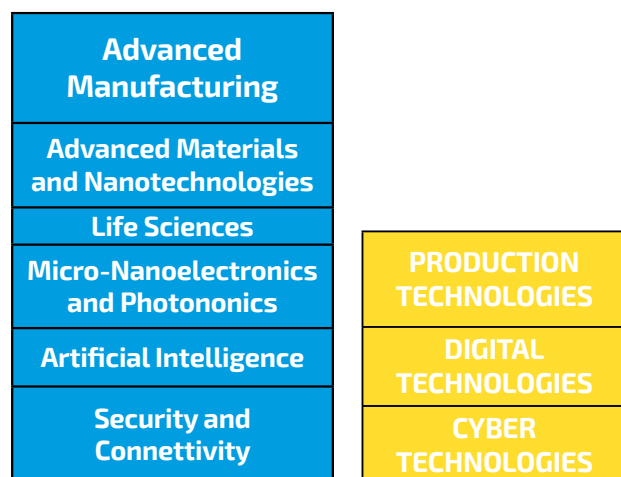 Advanced
Manufacturing
Advanced Materials
and Nanotechnologies
Life Sciences
Micro-Nanoelectronics
and Photononics
Artificial Intelligence
Security and
Connettivity
PRODUCTION
TECHNOLOGIES
DIGITAL
TECHNOLOGIES
CYBER
TECHNOLOGIES